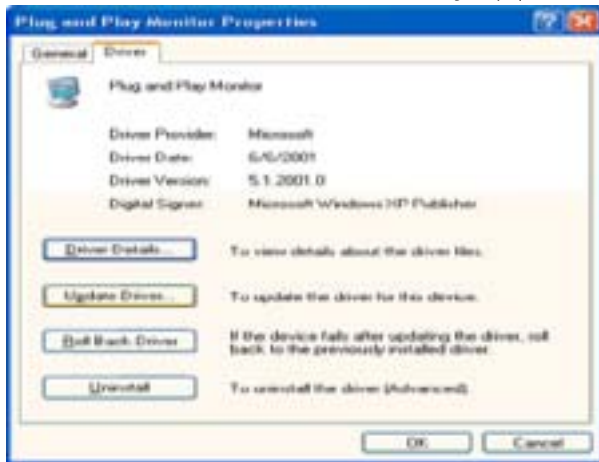 Plug and Play Monitor Properties
General Driver
Plug and Play Monitor
Driver Provider: Microsoft
Driver Date: 6/6/2001
Driver Version: 5.1.2001.0
Digital Signer: Microsoft Windows XP Publisher
Driver Details... To view details about the driver files.
Update Driver... To update the driver for this device.
Roll Back Driver If the device fails after updating the driver, roll
back to the previously installed driver.
Uninstall To uninstall the driver (Advanced).
OK Cancel